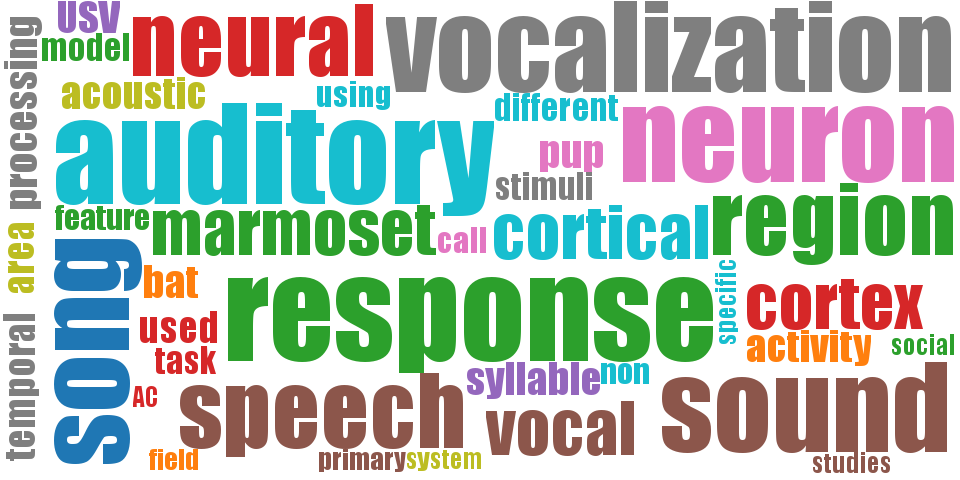 USV
neural
vocalization
model
processing
acoustic
using
different
auditory
neuron
pup
stimuli
feature
marmoset
call
cortical
region
area
song
bat
response
specific
cortex
used
task
activity
social
temporal
AC
syllable
non
speech
vocal
sound
field
primary
system
studies